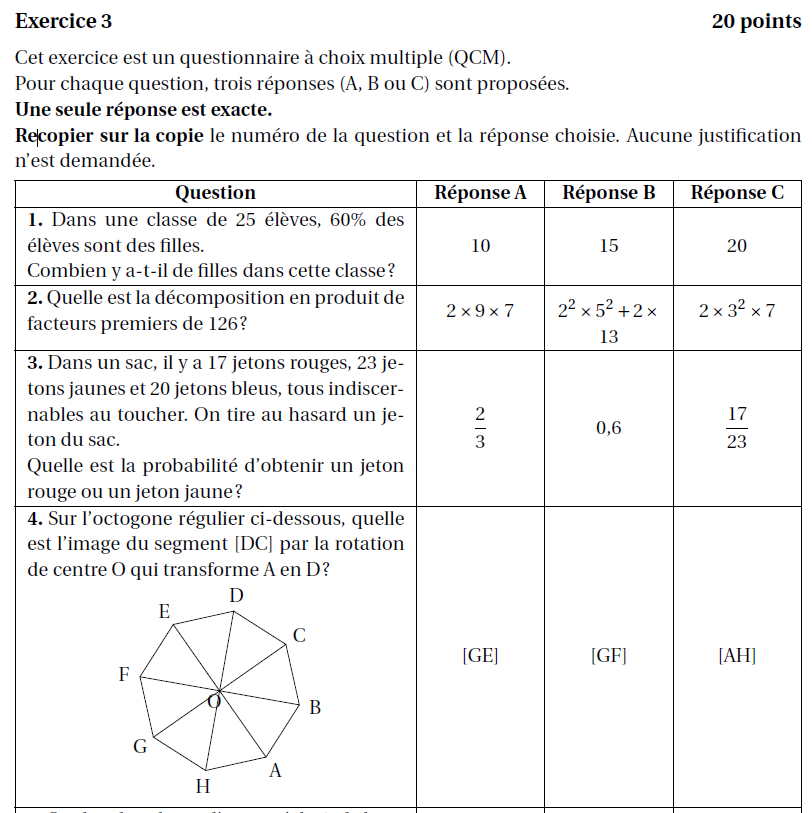 Exercice 3 20 points
Cet exercice est un questionnaire à choix multiple (QCM).
Pour chaque question, trois réponses (A, B ou C) sont proposées.
Une seule réponse est exacte.
Recopier sur la copie le numéro de la question et la réponse choisie. Aucune justification
n'est demandée.
Question Réponse A Réponse B Réponse C
1. Dans une classe de 25 élèves, 60% des
élèves sont des filles.
Combien y a-t-il de filles dans cette classe?
10 15 20
2. Quelle est la décomposition en produit de
facteurs premiers de 126?
2 × 9 × 7
2² × 5² + 2 ×
13
2 × 3² × 7
3. Dans un sac, il y a 17 jetons rouges, 23 je-
tons jaunes et 20 jetons bleus, tous indiscer-
nables au toucher. On tire au hasard un je-
ton du sac.
Quelle est la probabilité d'obtenir un jeton
rouge ou un jeton jaune?
2/3 0,6 17/23
4. Sur l'octogone régulier ci-dessous, quelle
est l'image du segment [DC] par la rotation
de centre O qui transforme A en D?
D
E
C
F
O
B
G
A
H
[GE] [GF] [AH]